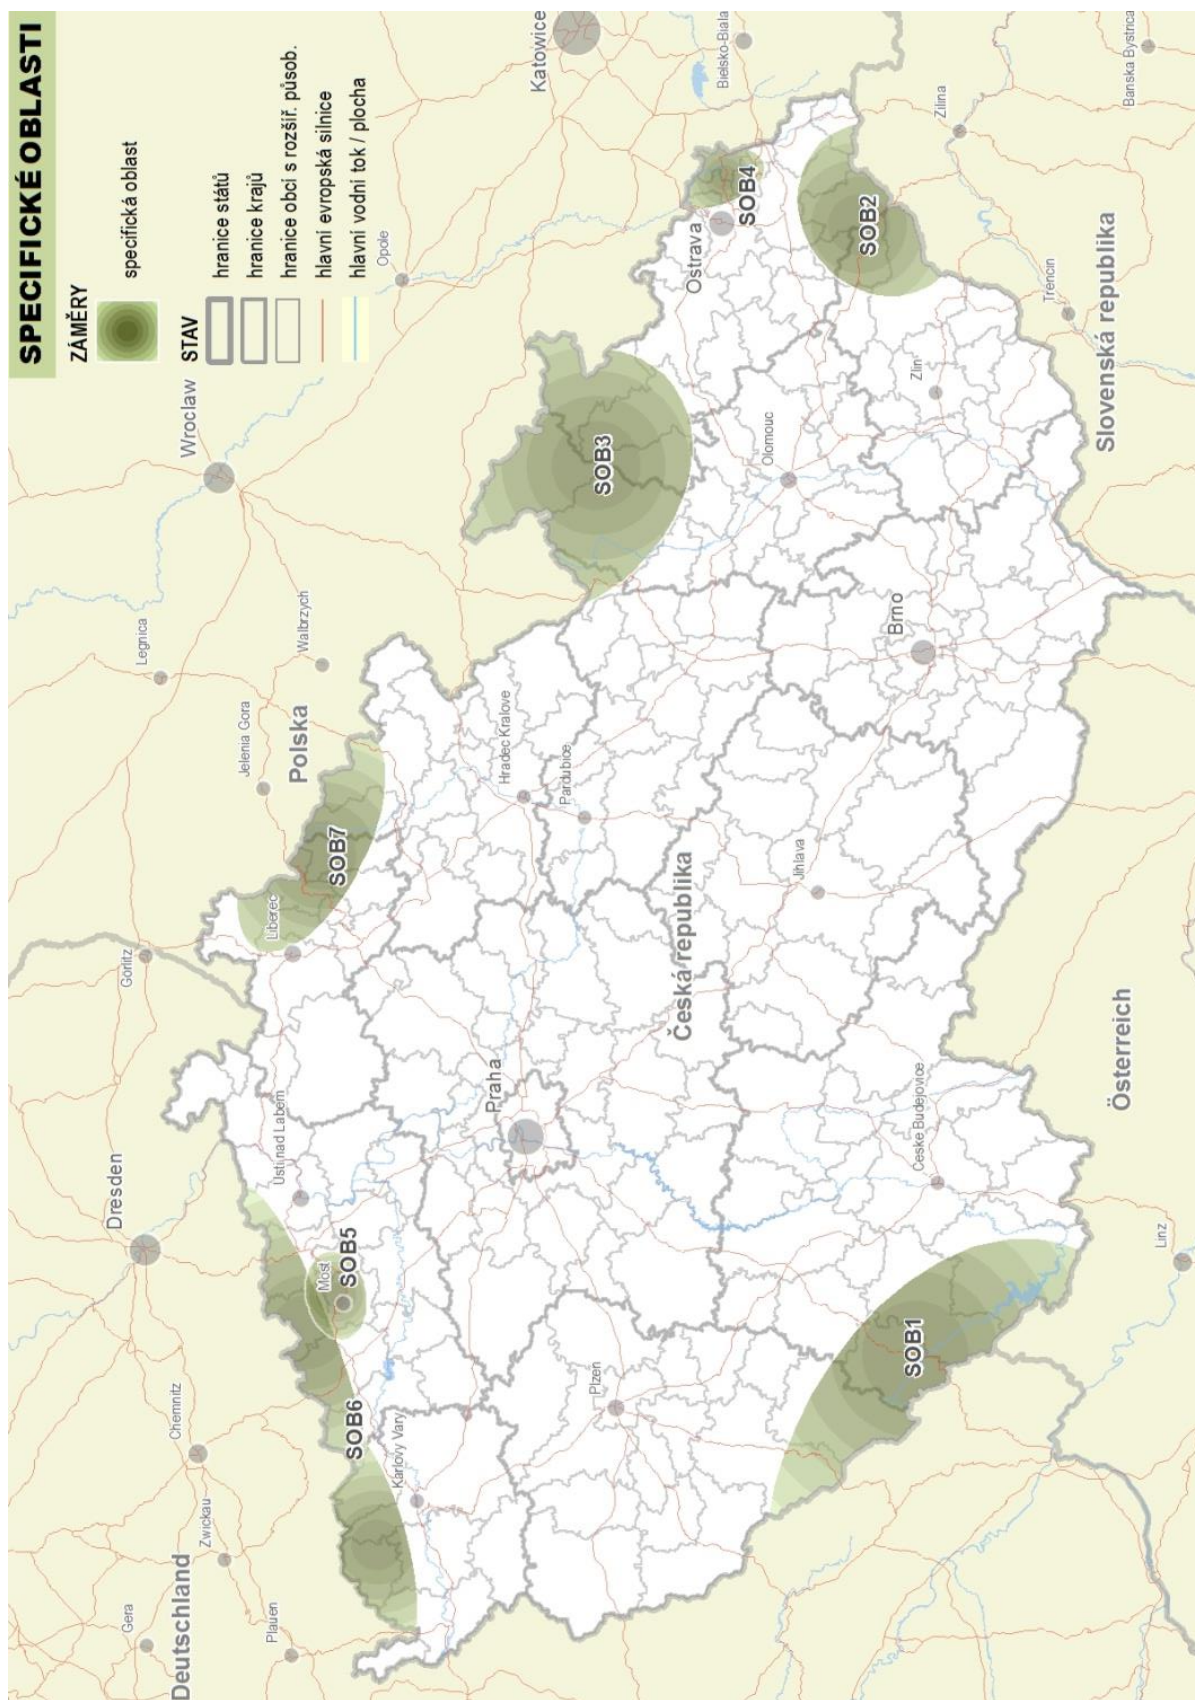 SPECIFICKÉ OBLASTI
ZÁMĚRY
specifická oblast
STAV
hranice států
hranice krajů
hranice obcí s rozšíř. působ.
hlavní evropská silnice
hlavní vodní tok / plocha
Wroclaw
Opole
Katowice
Bielsko-Biala
Legnica
Walbrzych
Jelenia Gora
Polska
Görlitz
Dresden
Chemnitz
Zwickau
Gera
Plauen
Deutschland
Liberec
SOB7
Usti nad Labem
Most
SOB5
SOB6
Karlovy Vary
Praha
Hradec Kralove
Pardubice
SOB3
Ostrava
SOB4
SOB2
Zilina
Banska Bystrica
Trencin
Slovenská republika
Olomouc
Zlin
Brno
Česká republika
Jihlava
Plzeň
Ceske Budejovice
SOB1
Österreich
Linz